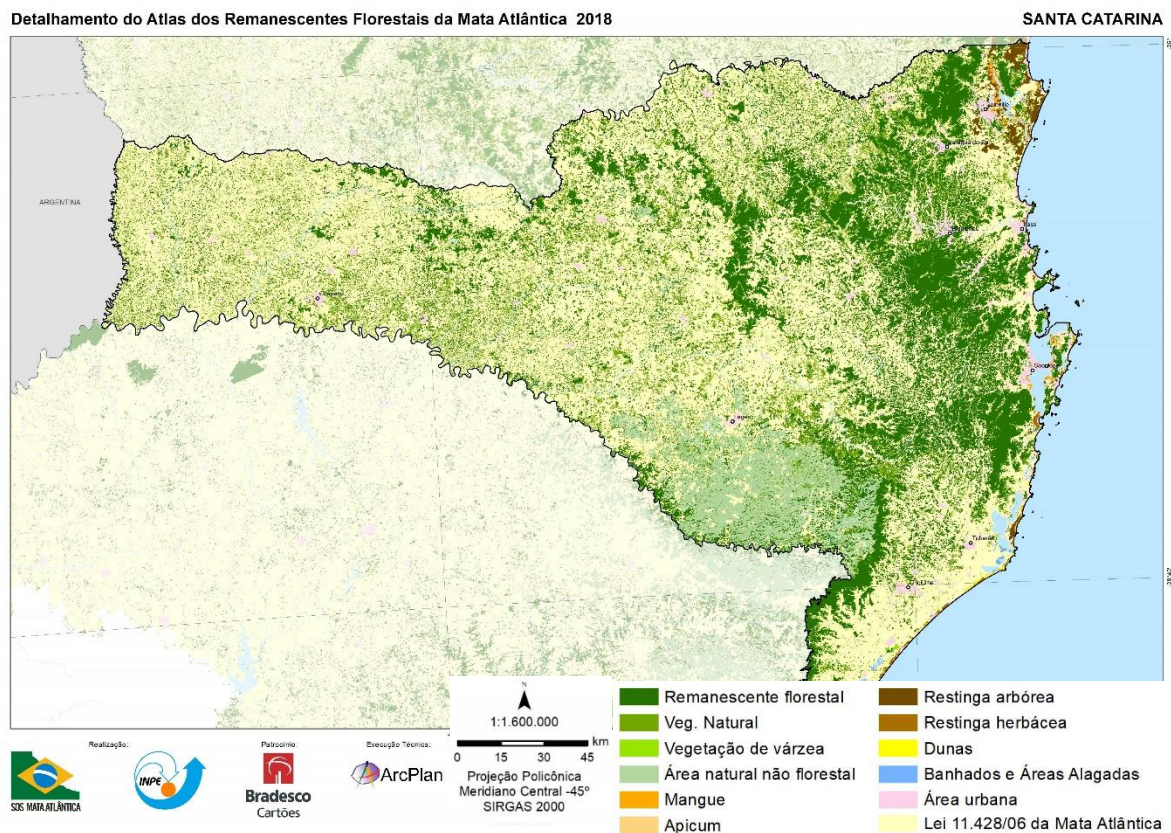 Detalhamento do Atlas dos Remanescentes Florestais da Mata Atlântica 2018
SANTA CATARINA
ARGENTINA
Lages
Tubarão
Realização:
SOS MATA ATLÂNTICA
INPE
Patrocínio:
Bradesco
Cartões
Execução Técnica:
ArcPlan
N
1:1.600.000
km
0 15 30 45
Projeção Policônica
Meridiano Central -45º
SIRGAS 2000
Remanescente florestal
Veg. Natural
Vegetação de várzea
Área natural não florestal
Mangue
Apicum
Restinga arbórea
Restinga herbácea
Dunas
Banhados e Áreas Alagadas
Área urbana
Lei 11.428/06 da Mata Atlântica